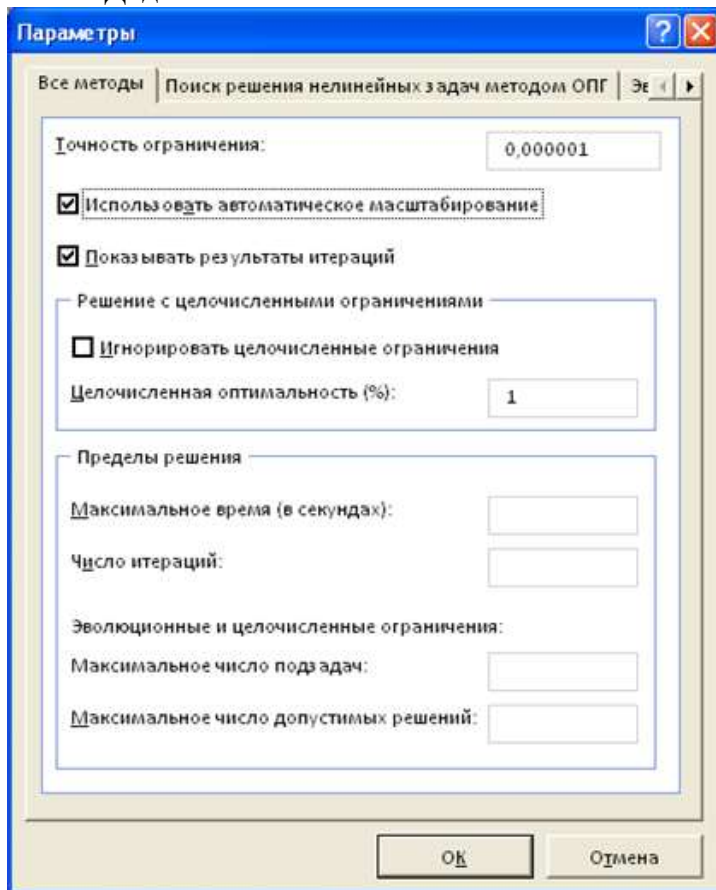 Параметры
Все методы
Поиск решения нелинейных задач методом ОПГ
Эв
Точность ограничения:
0,000001
Использовать автоматическое масштабирование
Показывать результаты итераций
Решение с целочисленными ограничениями
Игнорировать целочисленные ограничения
Целочисленная оптимальность (%):
1
Пределы решения
Максимальное время (в секундах):
Число итераций:
Эволюционные и целочисленные ограничения:
Максимальное число подзадач:
Максимальное число допустимых решений:
ОК
Отмена